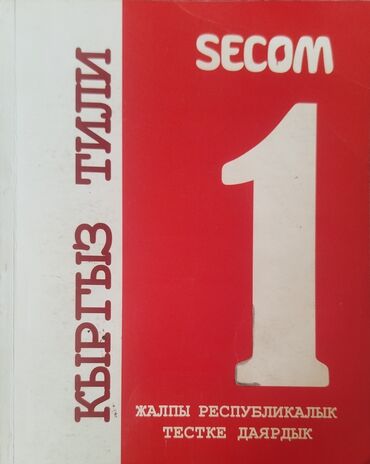 SECOM
КЫРГЫЗ ТИЛИ
1
ЖАЛПЫ РЕСПУБЛИКАЛЫК
ТЕСТКЕ ДАЯРДЫК